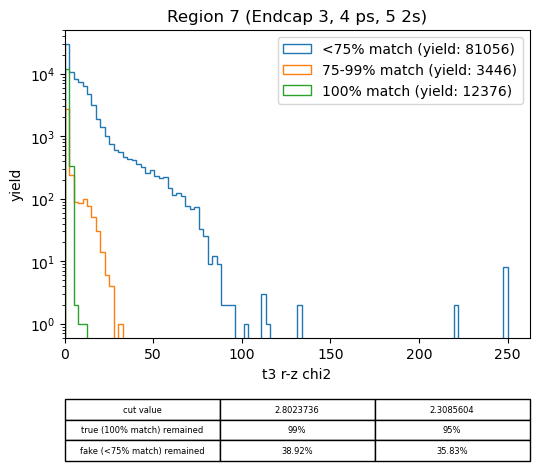 Region 7 (Endcap 3, 4 ps, 5 2s)
<75% match (yield: 81056)
75-99% match (yield: 3446)
100% match (yield: 12376)
yield
10^4
10^3
10^2
10^1
10^0
0 50 100 150 200 250
t3 r-z chi2
cut value 2.8023736 2.3085604
true (100% match) remained 99% 95%
fake (<75% match) remained 38.92% 35.83%